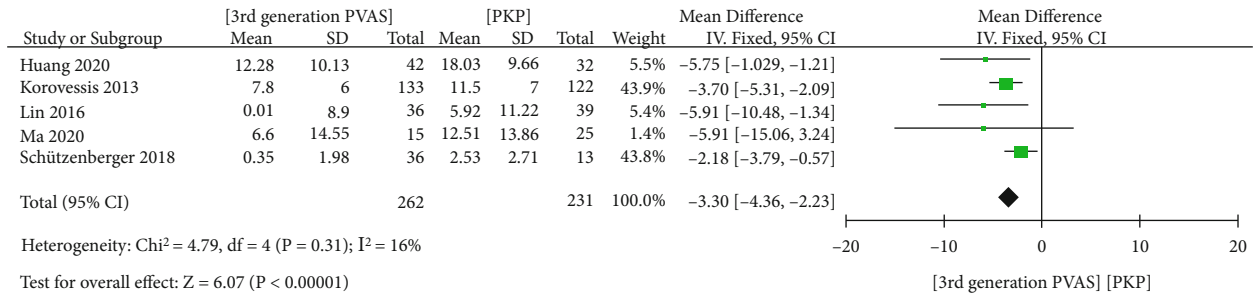 [3rd generation PVAS] [PKP] Mean Difference Mean Difference
Study or Subgroup Mean SD Total Mean SD Total Weight IV. Fixed, 95% CI IV. Fixed, 95% CI
Huang 2020 12.28 10.13 42 18.03 9.66 32 5.5% −5.75 [−1.029, −1.21]
Korovessis 2013 7.8 6 133 11.5 7 122 43.9% −3.70 [−5.31, −2.09]
Lin 2016 0.01 8.9 36 5.92 11.22 39 5.4% −5.91 [−10.48, −1.34]
Ma 2020 6.6 14.55 15 12.51 13.86 25 1.4% −5.91 [−15.06, 3.24]
Schützenberger 2018 0.35 1.98 36 2.53 2.71 13 43.8% −2.18 [−3.79, −0.57]
Total (95% CI) 262 231 100.0% −3.30 [−4.36, −2.23]
−20 −10 0 10 20
Heterogeneity: Chi² = 4.79, df = 4 (P = 0.31); I² = 16%
Test for overall effect: Z = 6.07 (P < 0.00001) [3rd generation PVAS] [PKP]